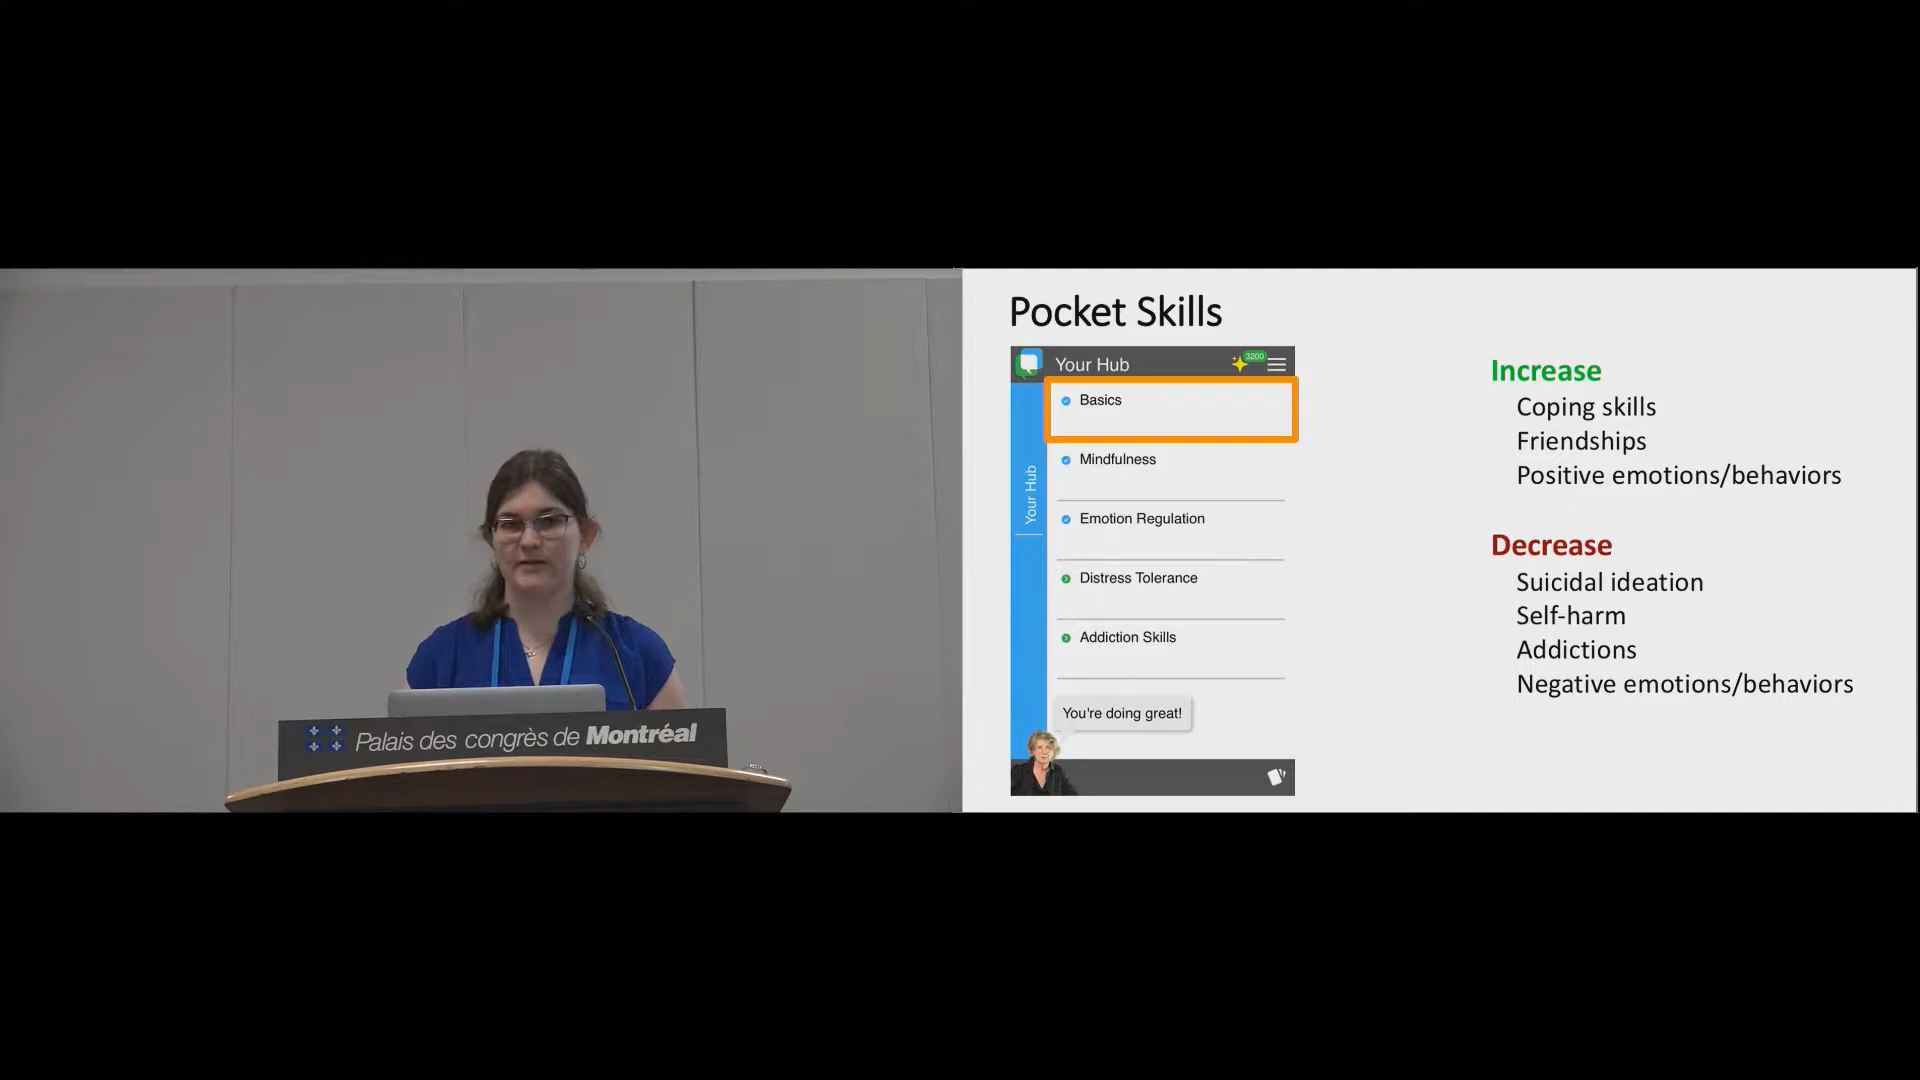 Palais des congrès de Montréal
Pocket Skills
Your Hub
3200
Your Hub
Basics
Mindfulness
Emotion Regulation
Distress Tolerance
Addiction Skills
You're doing great!
Increase
Coping skills
Friendships
Positive emotions/behaviors
Decrease
Suicidal ideation
Self-harm
Addictions
Negative emotions/behaviors